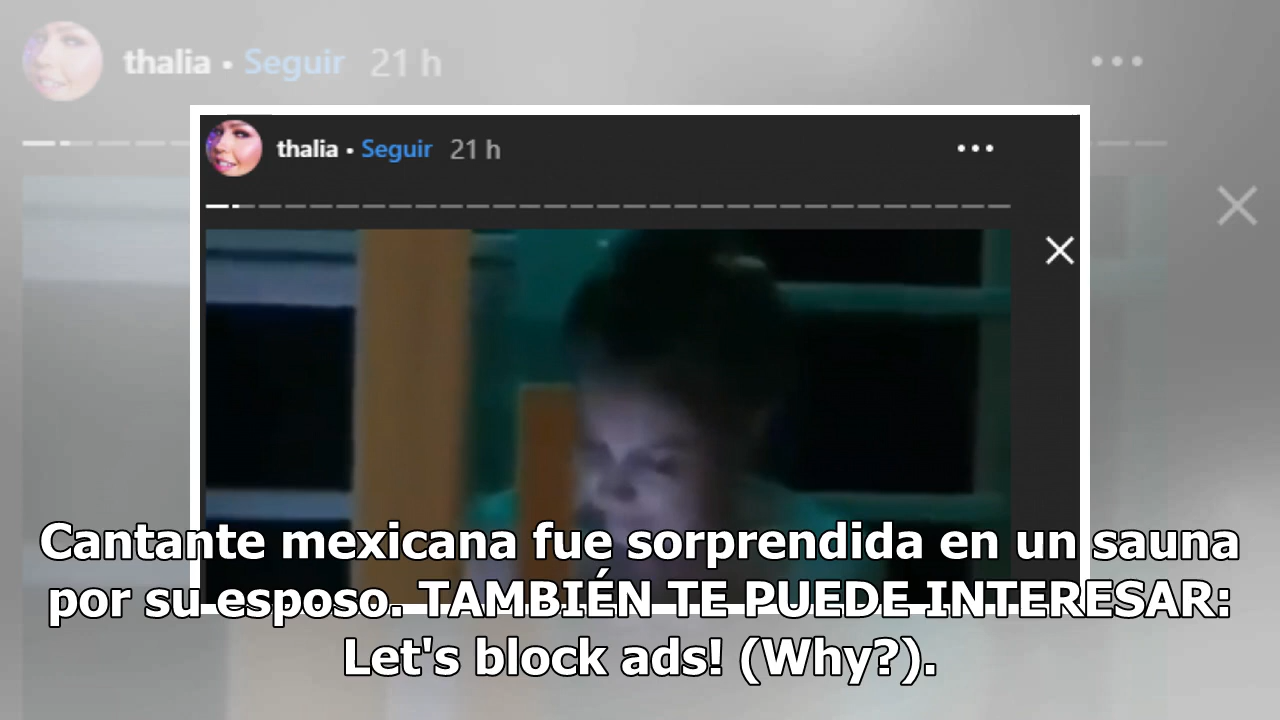 thalia • Seguir 21 h
thalia • Seguir 21 h
Cantante mexicana fue sorprendida en un sauna
por su esposo. TAMBIÉN TE PUEDE INTERESAR:
Let's block ads! (Why?).